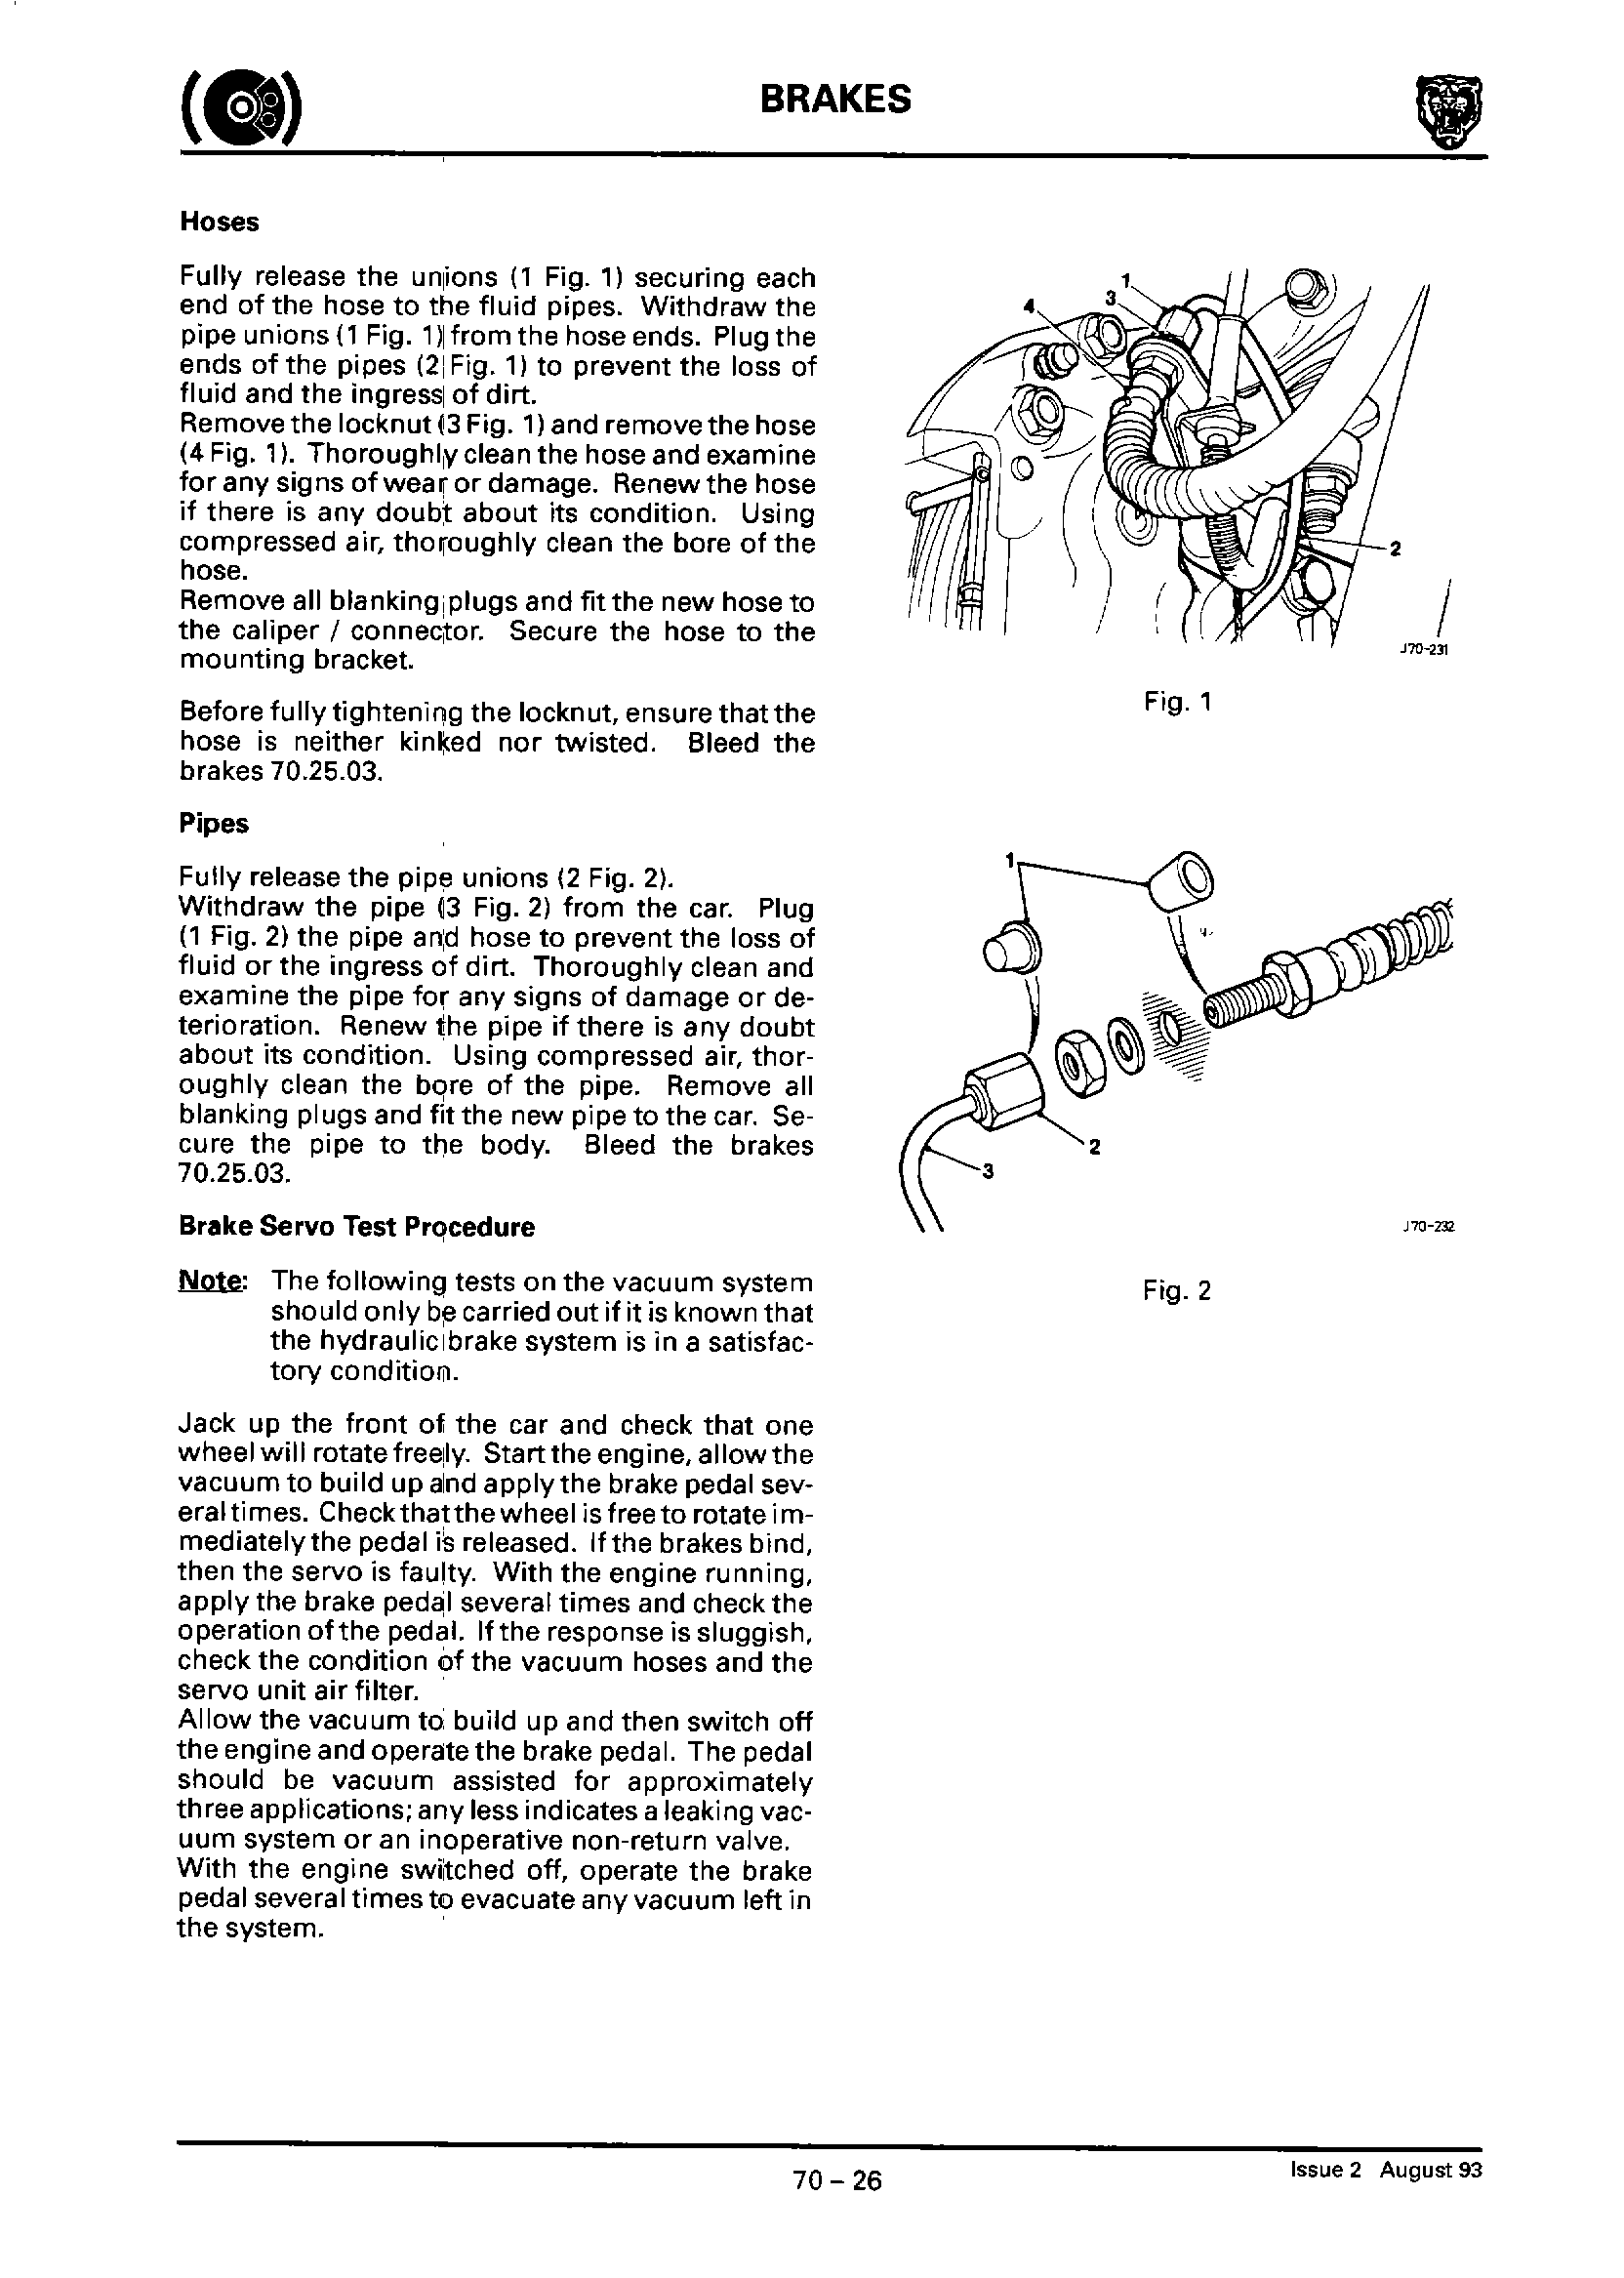 BRAKES
Hoses
Fully release the unions (1 Fig. 1) securing each
end of the hose to the fluid pipes. Withdraw the
pipe unions (1 Fig. 1) from the hose ends. Plug the
ends of the pipes (2 Fig. 1) to prevent the loss of
fluid and the ingress of dirt.
Remove the locknut (3 Fig. 1) and remove the hose
(4 Fig. 1). Thoroughly clean the hose and examine
for any signs of wear or damage. Renew the hose
if there is any doubt about its condition. Using
compressed air, thoroughly clean the bore of the
hose.
Remove all blanking plugs and fit the new hose to
the caliper / connector. Secure the hose to the
mounting bracket.
Before fully tightening the locknut, ensure that the
hose is neither kinked nor twisted. Bleed the
brakes 70.25.03.
Pipes
Fully release the pipe unions (2 Fig. 2).
Withdraw the pipe (3 Fig. 2) from the car. Plug
(1 Fig. 2) the pipe and hose to prevent the loss of
fluid or the ingress of dirt. Thoroughly clean and
examine the pipe for any signs of damage or de-
terioration. Renew the pipe if there is any doubt
about its condition. Using compressed air, thor-
oughly clean the bore of the pipe. Remove all
blanking plugs and fit the new pipe to the car. Se-
cure the pipe to the body. Bleed the brakes
70.25.03.
Brake Servo Test Procedure
Note: The following tests on the vacuum system
should only be carried out if it is known that
the hydraulic brake system is in a satisfac-
tory condition.
Jack up the front of the car and check that one
wheel will rotate freely. Start the engine, allow the
vacuum to build up and apply the brake pedal sev-
eral times. Check that the wheel is free to rotate im-
mediately the pedal is released. If the brakes bind,
then the servo is faulty. With the engine running,
apply the brake pedal several times and check the
operation of the pedal. If the response is sluggish,
check the condition of the vacuum hoses and the
servo unit air filter.
Allow the vacuum to build up and then switch off
the engine and operate the brake pedal. The pedal
should be vacuum assisted for approximately
three applications; any less indicates a leaking vac-
uum system or an inoperative non-return valve.
With the engine switched off, operate the brake
pedal several times to evacuate any vacuum left in
the system.
1
3
4
2
J70-231
Fig. 1
1
2
3
J70-232
Fig. 2
70 – 26
Issue 2 August 93